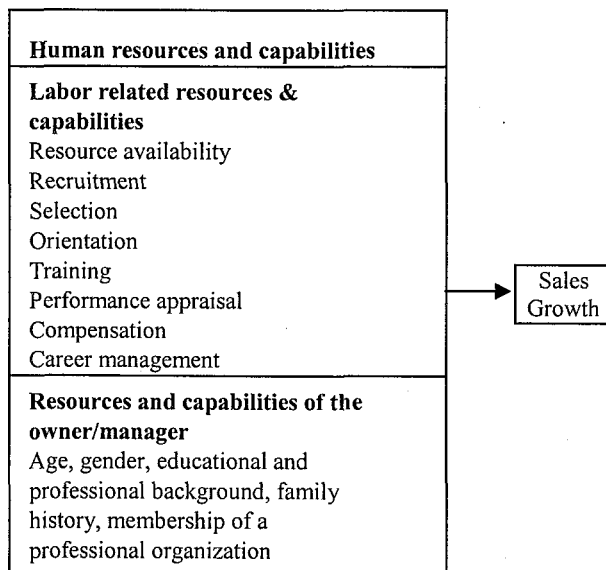 Human resources and capabilities
Labor related resources &
capabilities
Resource availability
Recruitment
Selection
Orientation
Training
Performance appraisal
Compensation
Career management
Resources and capabilities of the
owner/manager
Age, gender, educational and
professional background, family
history, membership of a
professional organization
Sales
Growth